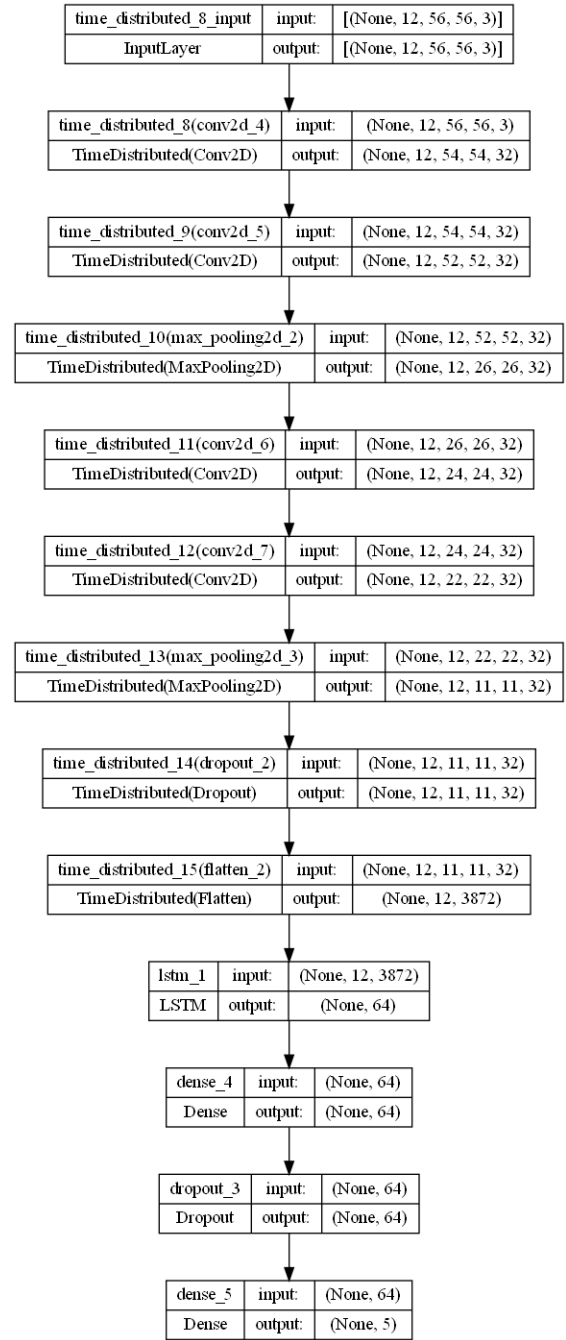 time_distributed_8_input input: [(None, 12, 56, 56, 3)]
InputLayer output: [(None, 12, 56, 56, 3)]
time_distributed_8(conv2d_4) input: (None, 12, 56, 56, 3)
TimeDistributed(Conv2D) output: (None, 12, 54, 54, 32)
time_distributed_9(conv2d_5) input: (None, 12, 54, 54, 32)
TimeDistributed(Conv2D) output: (None, 12, 52, 52, 32)
time_distributed_10(max_pooling2d_2) input: (None, 12, 52, 52, 32)
TimeDistributed(MaxPooling2D) output: (None, 12, 26, 26, 32)
time_distributed_11(conv2d_6) input: (None, 12, 26, 26, 32)
TimeDistributed(Conv2D) output: (None, 12, 24, 24, 32)
time_distributed_12(conv2d_7) input: (None, 12, 24, 24, 32)
TimeDistributed(Conv2D) output: (None, 12, 22, 22, 32)
time_distributed_13(max_pooling2d_3) input: (None, 12, 22, 22, 32)
TimeDistributed(MaxPooling2D) output: (None, 12, 11, 11, 32)
time_distributed_14(dropout_2) input: (None, 12, 11, 11, 32)
TimeDistributed(Dropout) output: (None, 12, 11, 11, 32)
time_distributed_15(flatten_2) input: (None, 12, 11, 11, 32)
TimeDistributed(Flatten) output: (None, 12, 3872)
lstm_1 input: (None, 12, 3872)
LSTM output: (None, 64)
dense_4 input: (None, 64)
Dense output: (None, 64)
dropout_3 input: (None, 64)
Dropout output: (None, 64)
dense_5 input: (None, 64)
Dense output: (None, 5)